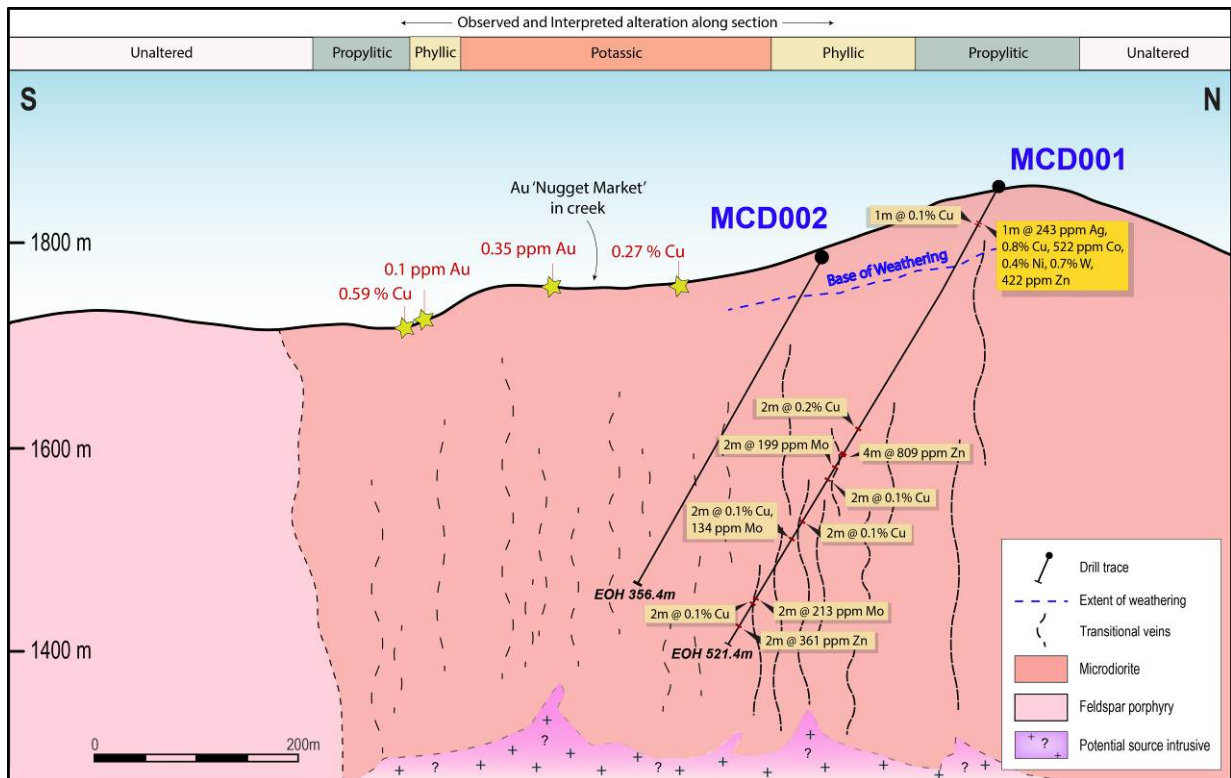 Observed and Interpreted alteration along section
Unaltered
Propylitic
Phyllic
Potassic
Phyllic
Propylitic
Unaltered
S
N
MCD001
MCD002
Au 'Nugget Market'
in creek
1m @ 0.1% Cu
1m @ 243 ppm Ag,
0.8% Cu, 522 ppm Co,
0.4% Ni, 0.7% W,
422 ppm Zn
1800 m
0.35 ppm Au
0.27 % Cu
0.1 ppm Au
0.59 % Cu
Base of Weathering
2m @ 0.2% Cu
1600 m
2m @ 199 ppm Mo
4m @ 809 ppm Zn
2m @ 0.1% Cu
2m @ 0.1% Cu,
134 ppm Mo
2m @ 0.1% Cu
EOH 356.4m
2m @ 0.1% Cu
2m @ 213 ppm Mo
2m @ 361 ppm Zn
EOH 521.4m
1400 m
0
200m
?
?
?
?
?
Drill trace
Extent of weathering
Transitional veins
Microdiorite
Feldspar porphyry
?
Potential source intrusive